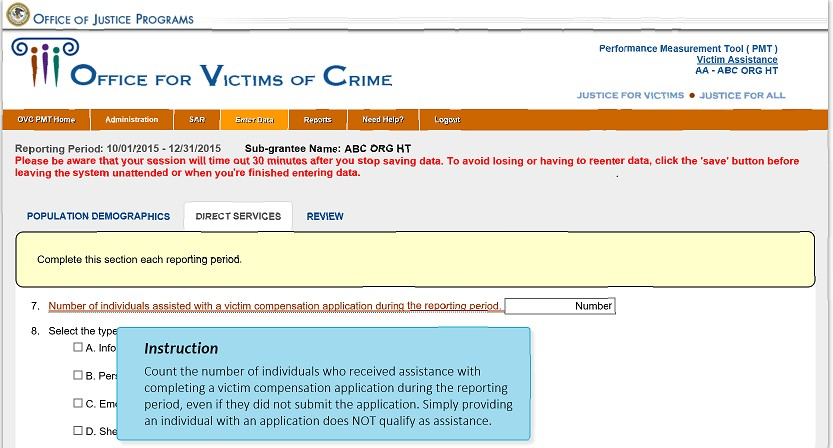 OFFICE OF JUSTICE PROGRAMS
OFFICE FOR VICTIMS OF CRIME
Performance Measurement Tool ( PMT )
Victim Assistance
AA - ABC ORG HT
JUSTICE FOR VICTIMS ● JUSTICE FOR ALL
OVC PMT Home Administration SAR Enter Data Reports Need Help? Logout
Reporting Period: 10/01/2015 - 12/31/2015 Sub-grantee Name: ABC ORG HT
Please be aware that your session will time out 30 minutes after you stop saving data. To avoid losing or having to reenter data, click the 'save' button before
leaving the system unattended or when you're finished entering data.
POPULATION DEMOGRAPHICS DIRECT SERVICES REVIEW
Complete this section each reporting period.
7. Number of individuals assisted with a victim compensation application during the reporting period. Number
8. Select the type
A. Info
B. Per
C. Eme
D. She
Instruction
Count the number of individuals who received assistance with
completing a victim compensation application during the reporting
period, even if they did not submit the application. Simply providing
an individual with an application does NOT qualify as assistance.